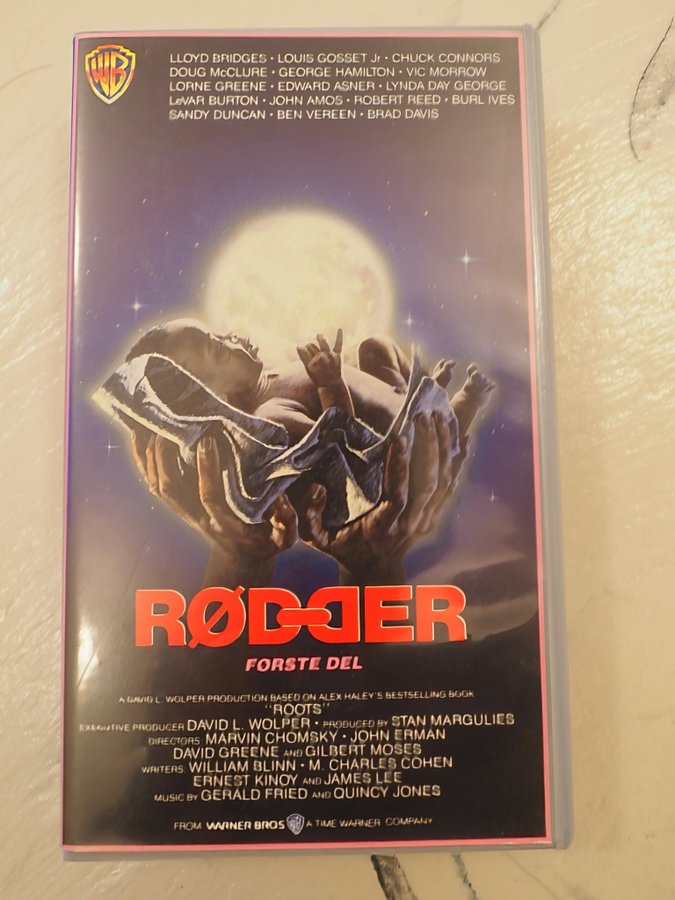 WB
LLOYD BRIDGES · LOUIS GOSSET Jr · CHUCK CONNORS
DOUG McCLURE · GEORGE HAMILTON · VIC MORROW
LORNE GREENE · EDWARD ASNER · LYNDA DAY GEORGE
LeVAR BURTON · JOHN AMOS · ROBERT REED · BURL IVES
SANDY DUNCAN · BEN VEREEN · BRAD DAVIS
RØDDER
FØRSTE DEL
A DAVID L. WOLPER PRODUCTION BASED ON ALEX HALEY'S BESTSELLING BOOK
"ROOTS"
EXECUTIVE PRODUCER DAVID L. WOLPER · PRODUCED BY STAN MARGULIES
DIRECTORS: MARVIN CHOMSKY · JOHN ERMAN
DAVID GREENE AND GILBERT MOSES
WRITERS: WILLIAM BLINN · M. CHARLES COHEN
ERNEST KINOY AND JAMES LEE
MUSIC BY GERALD FRIED AND QUINCY JONES
FROM WARNER BROS WB A TIME WARNER COMPANY